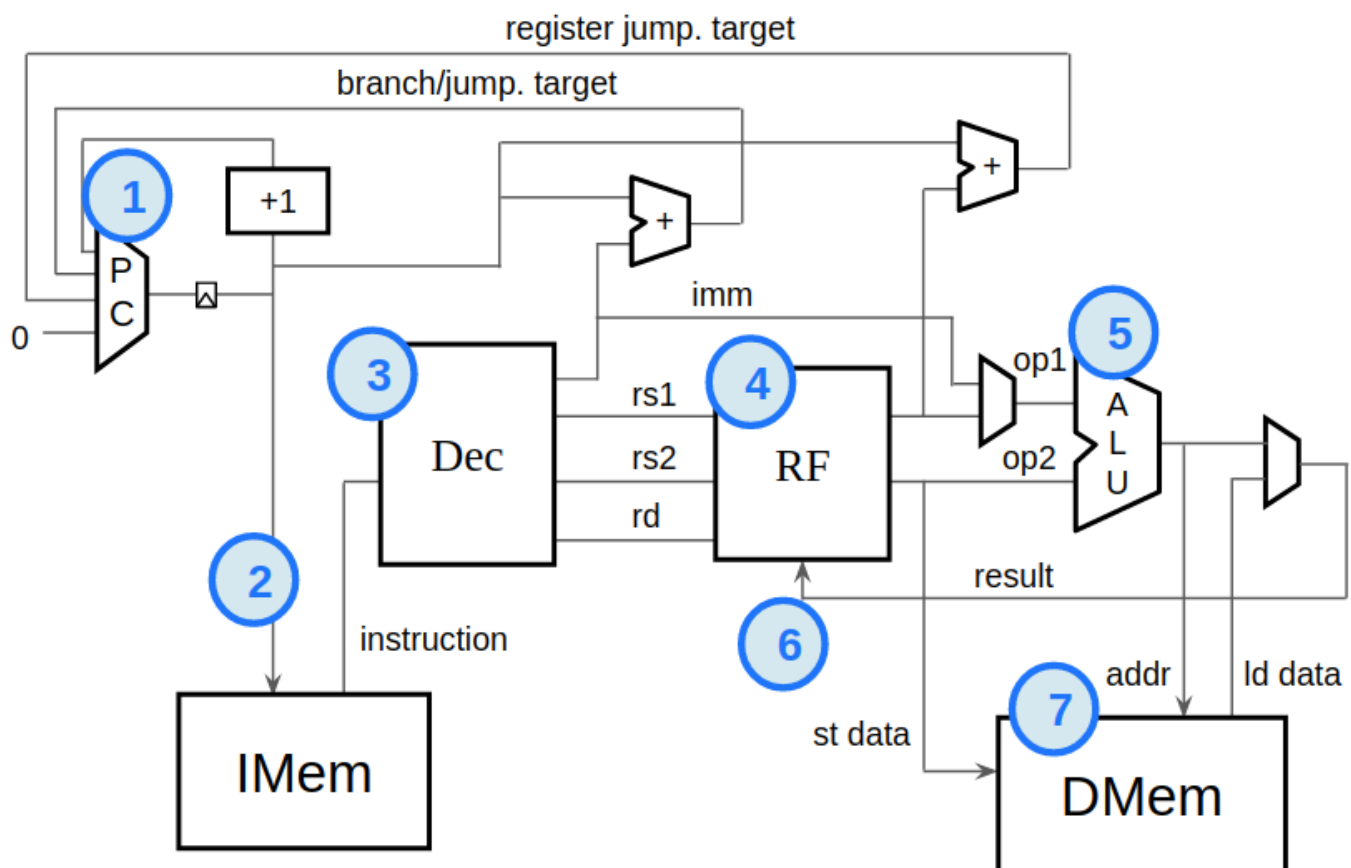 register jump. target
branch/jump. target
1
+1
+
+
P
C
0
imm
3
4
5
op1
Dec
rs1
rs2
rd
RF
op2
A
L
U
2
instruction
6
result
IMem
7
addr
ld data
st data
DMem